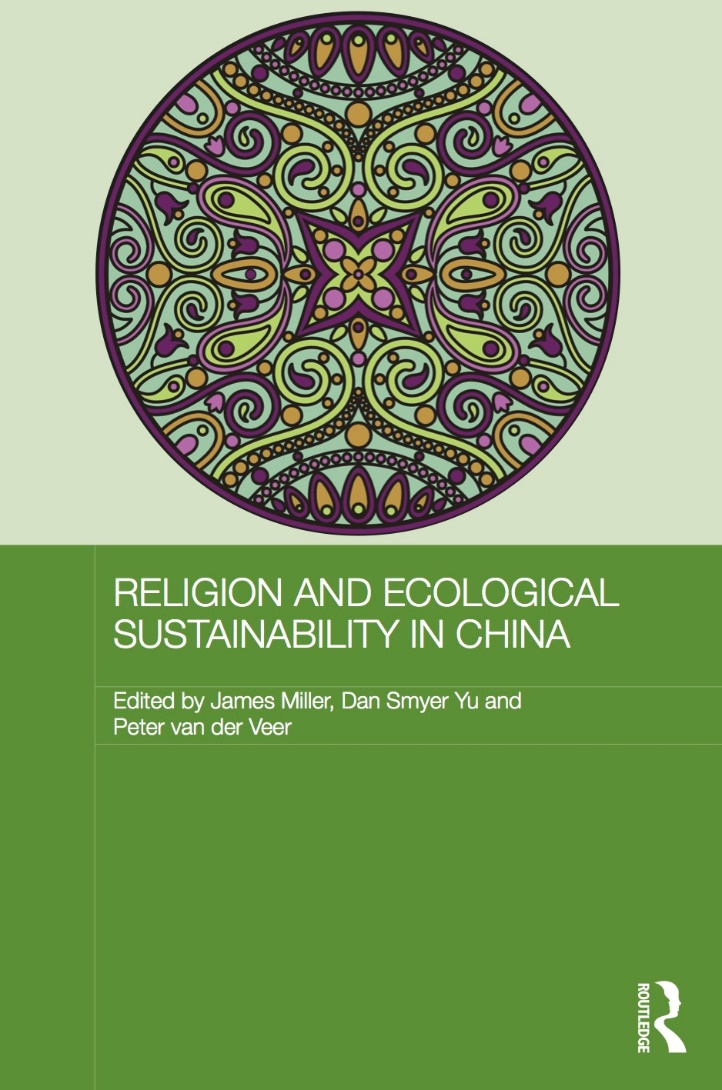 RELIGION AND ECOLOGICAL
SUSTAINABILITY IN CHINA
Edited by James Miller, Dan Smyer Yu and
Peter van der Veer
ROUTLEDGE